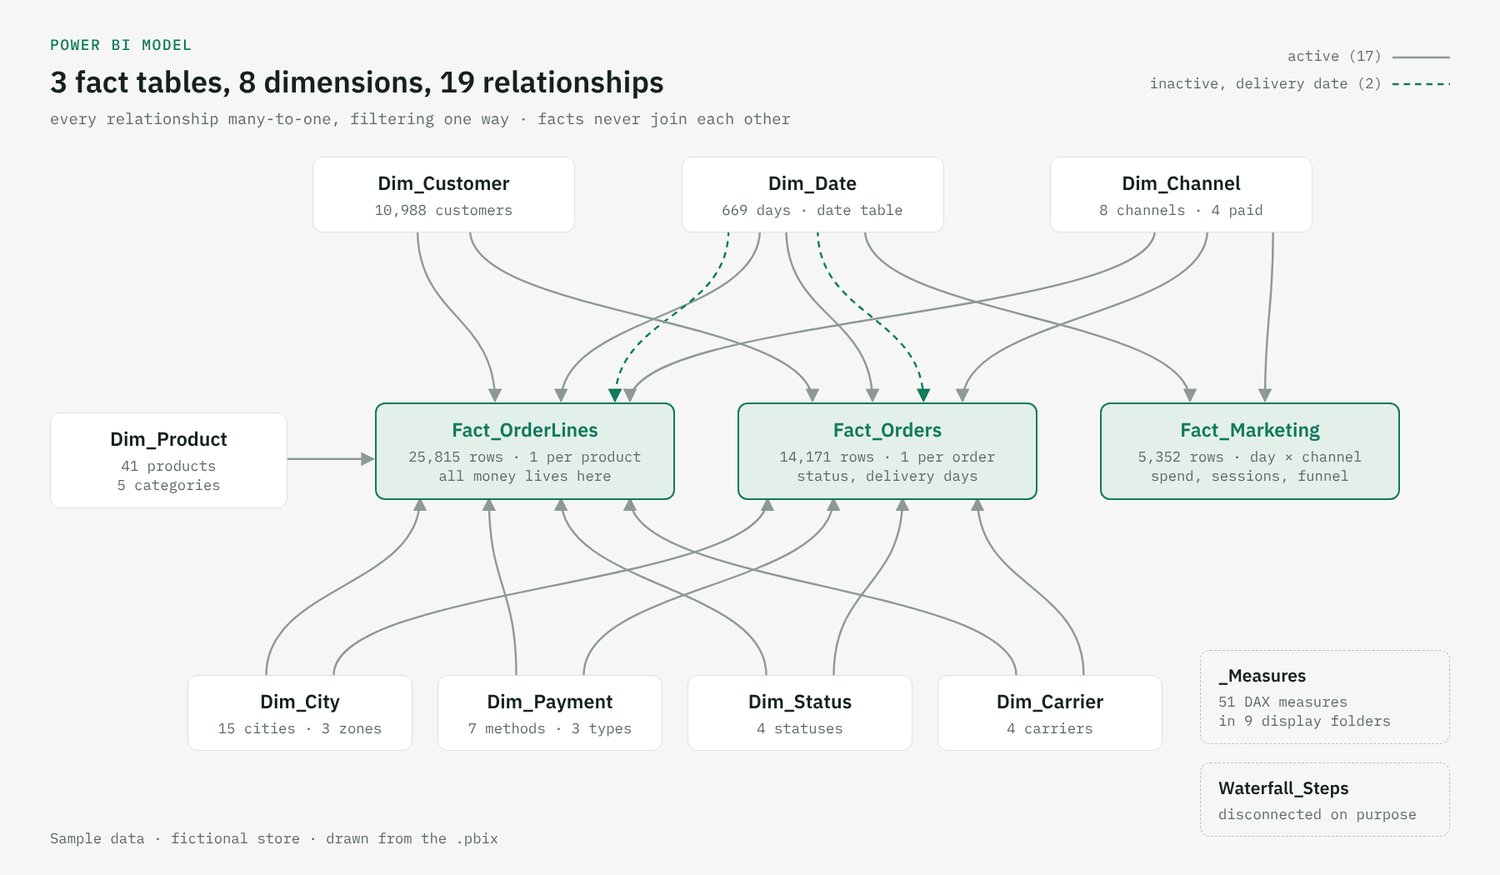 POWER BI MODEL
3 fact tables, 8 dimensions, 19 relationships
every relationship many-to-one, filtering one way · facts never join each other
active (17)
inactive, delivery date (2)
Dim_Customer
10,988 customers
Dim_Date
669 days · date table
Dim_Channel
8 channels · 4 paid
Dim_Product
41 products
5 categories
Fact_OrderLines
25,815 rows · 1 per product
all money lives here
Fact_Orders
14,171 rows · 1 per order
status, delivery days
Fact_Marketing
5,352 rows · day × channel
spend, sessions, funnel
Dim_City
15 cities · 3 zones
Dim_Payment
7 methods · 3 types
Dim_Status
4 statuses
Dim_Carrier
4 carriers
_Measures
51 DAX measures
in 9 display folders
Waterfall_Steps
disconnected on purpose
Sample data · fictional store · drawn from the .pbix